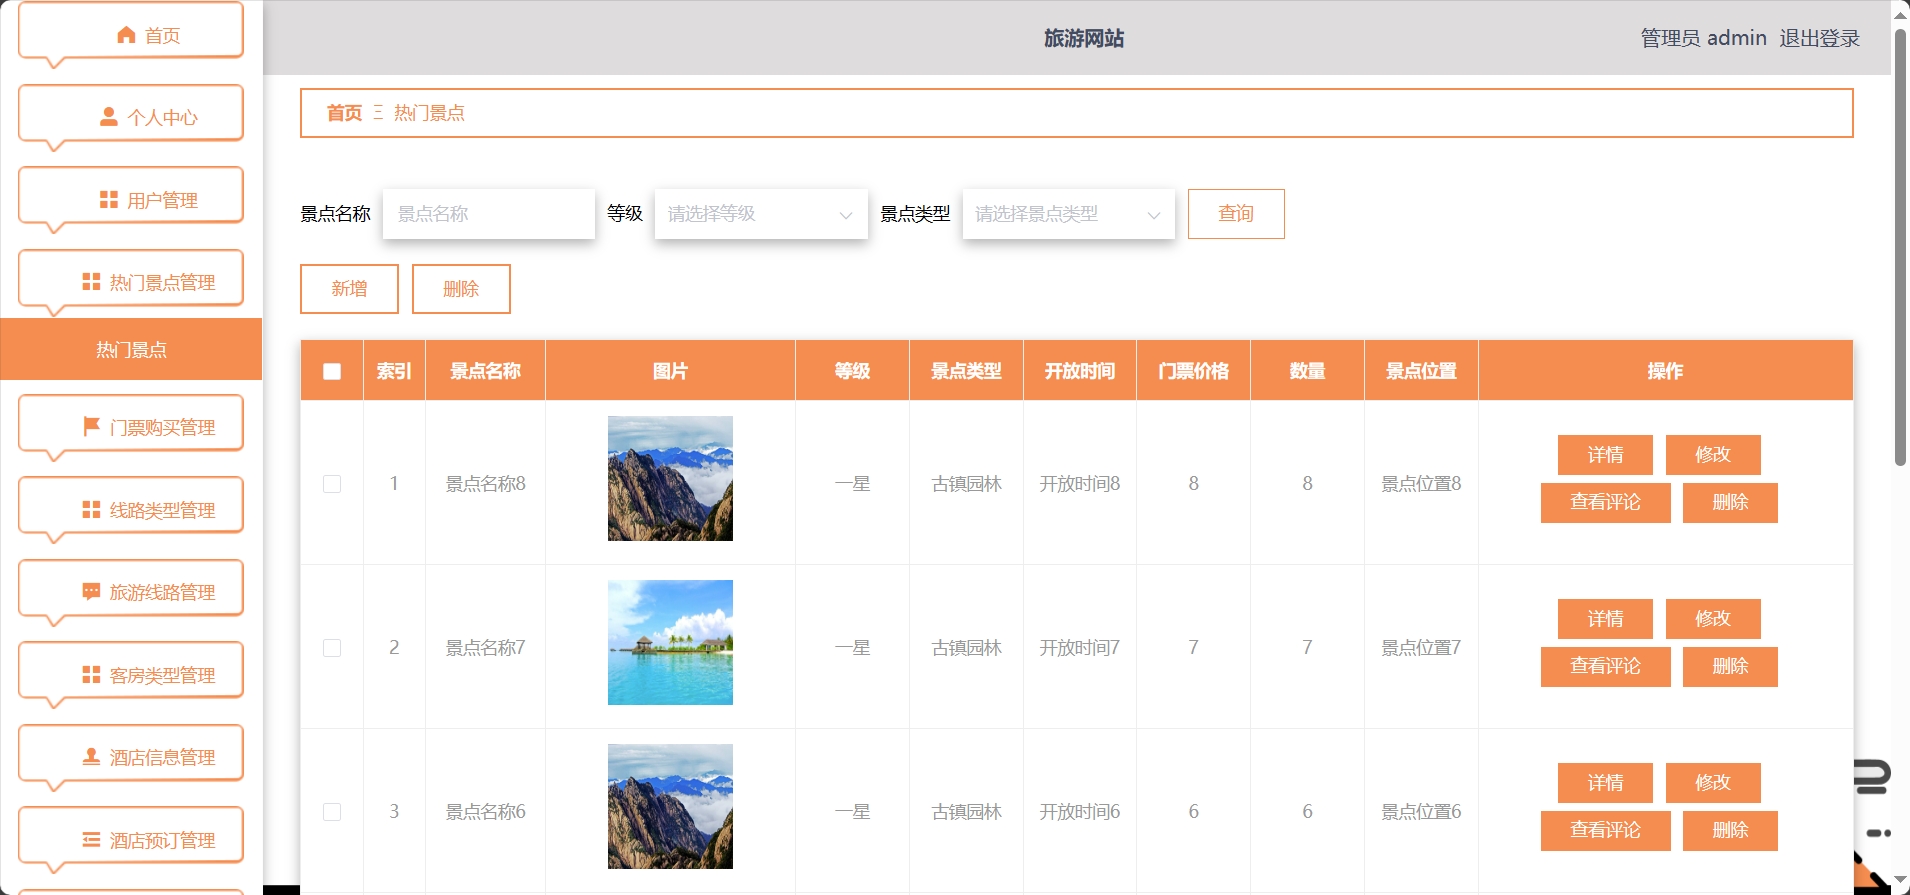 旅游网站
管理员 admin 退出登录
首页
个人中心
用户管理
热门景点管理
热门景点
门票购买管理
线路类型管理
旅游线路管理
客房类型管理
酒店信息管理
酒店预订管理
首页 Ξ 热门景点
景点名称 景点名称 等级 请选择等级 景点类型 请选择景点类型 查询
新增 删除
索引 景点名称 图片 等级 景点类型 开放时间 门票价格 数量 景点位置 操作
1 景点名称8 一星 古镇园林 开放时间8 8 8 景点位置8
详情 修改
查看评论 删除
2 景点名称7 一星 古镇园林 开放时间7 7 7 景点位置7
详情 修改
查看评论 删除
3 景点名称6 一星 古镇园林 开放时间6 6 6 景点位置6
详情 修改
查看评论 删除